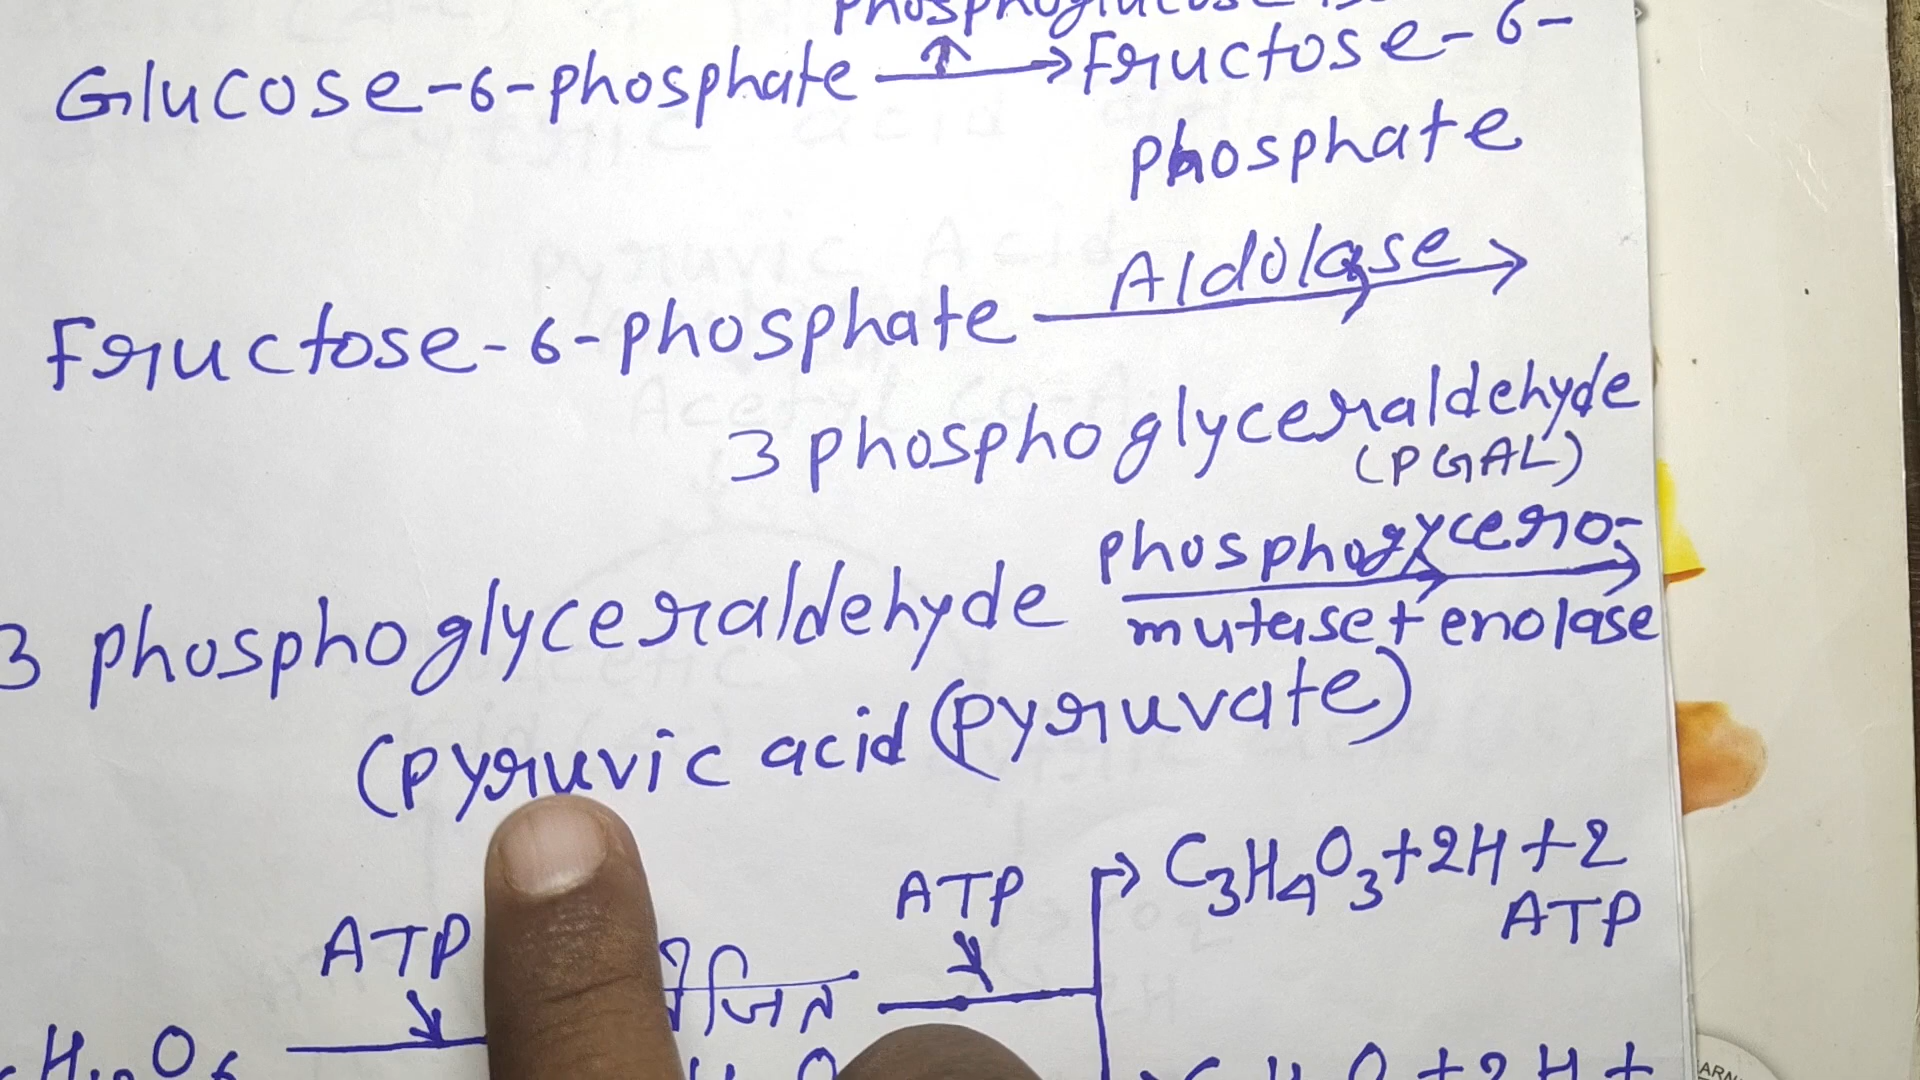 Glucose-6-phosphate → Fructose-6-
phosphate
Fructose-6-phosphate Aldolase →
3 phosphoglyceraldehyde
(PGAL)
3 phosphoglyceraldehyde phosphogycero-
mutase + enolase
(pyruvic acid (pyruvate)
→ C₃H₄O₃+2H+2
ATP
ATP
ATP